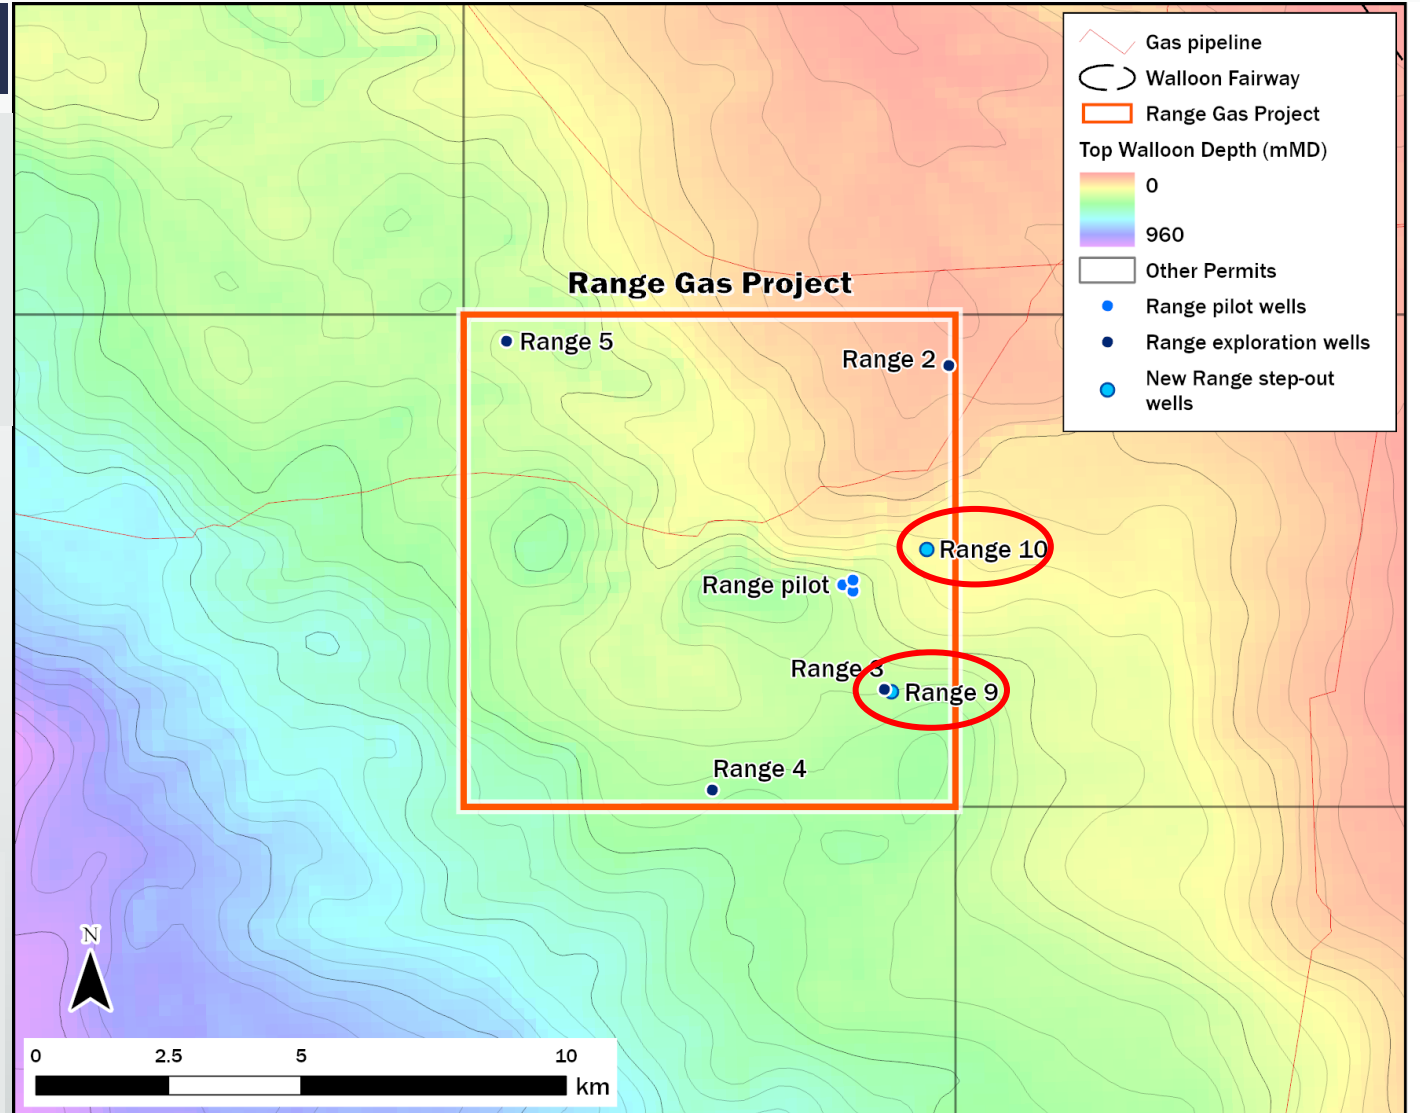 Gas pipeline
Walloon Fairway
Range Gas Project
Top Walloon Depth (mMD)
0
960
Other Permits
Range pilot wells
Range exploration wells
New Range step-out
wells
Range Gas Project
Range 5
Range 2
Range 10
Range pilot
Range 3
Range 9
Range 4
N
0 2.5 5 10
km